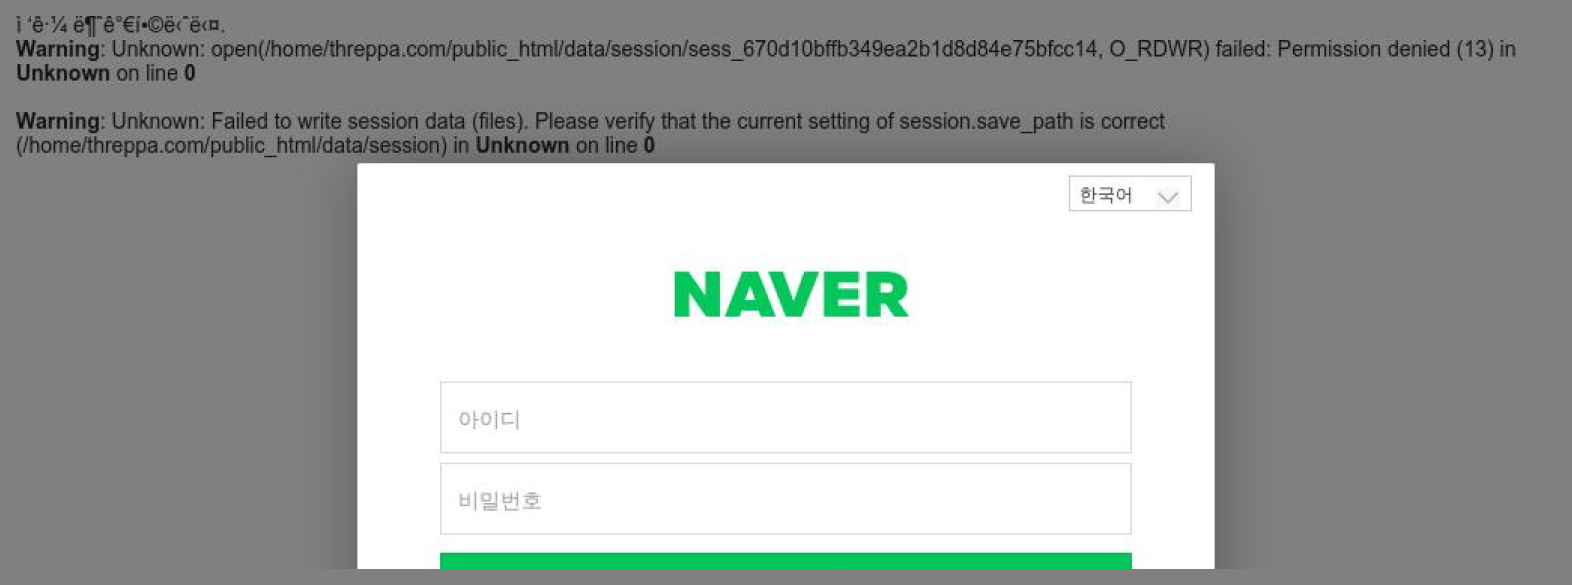 ì ‘ê·¼ ë¶ˆê°€í•©ë‹ˆë‹¤.
Warning: Unknown: open(/home/threppa.com/public_html/data/session/sess_670d10bffb349ea2b1d8d84e75bfcc14, O_RDWR) failed: Permission denied (13) in
Unknown on line 0
Warning: Unknown: Failed to write session data (files). Please verify that the current setting of session.save_path is correct
(/home/threppa.com/public_html/data/session) in Unknown on line 0
한국어
NAVER
아이디
비밀번호